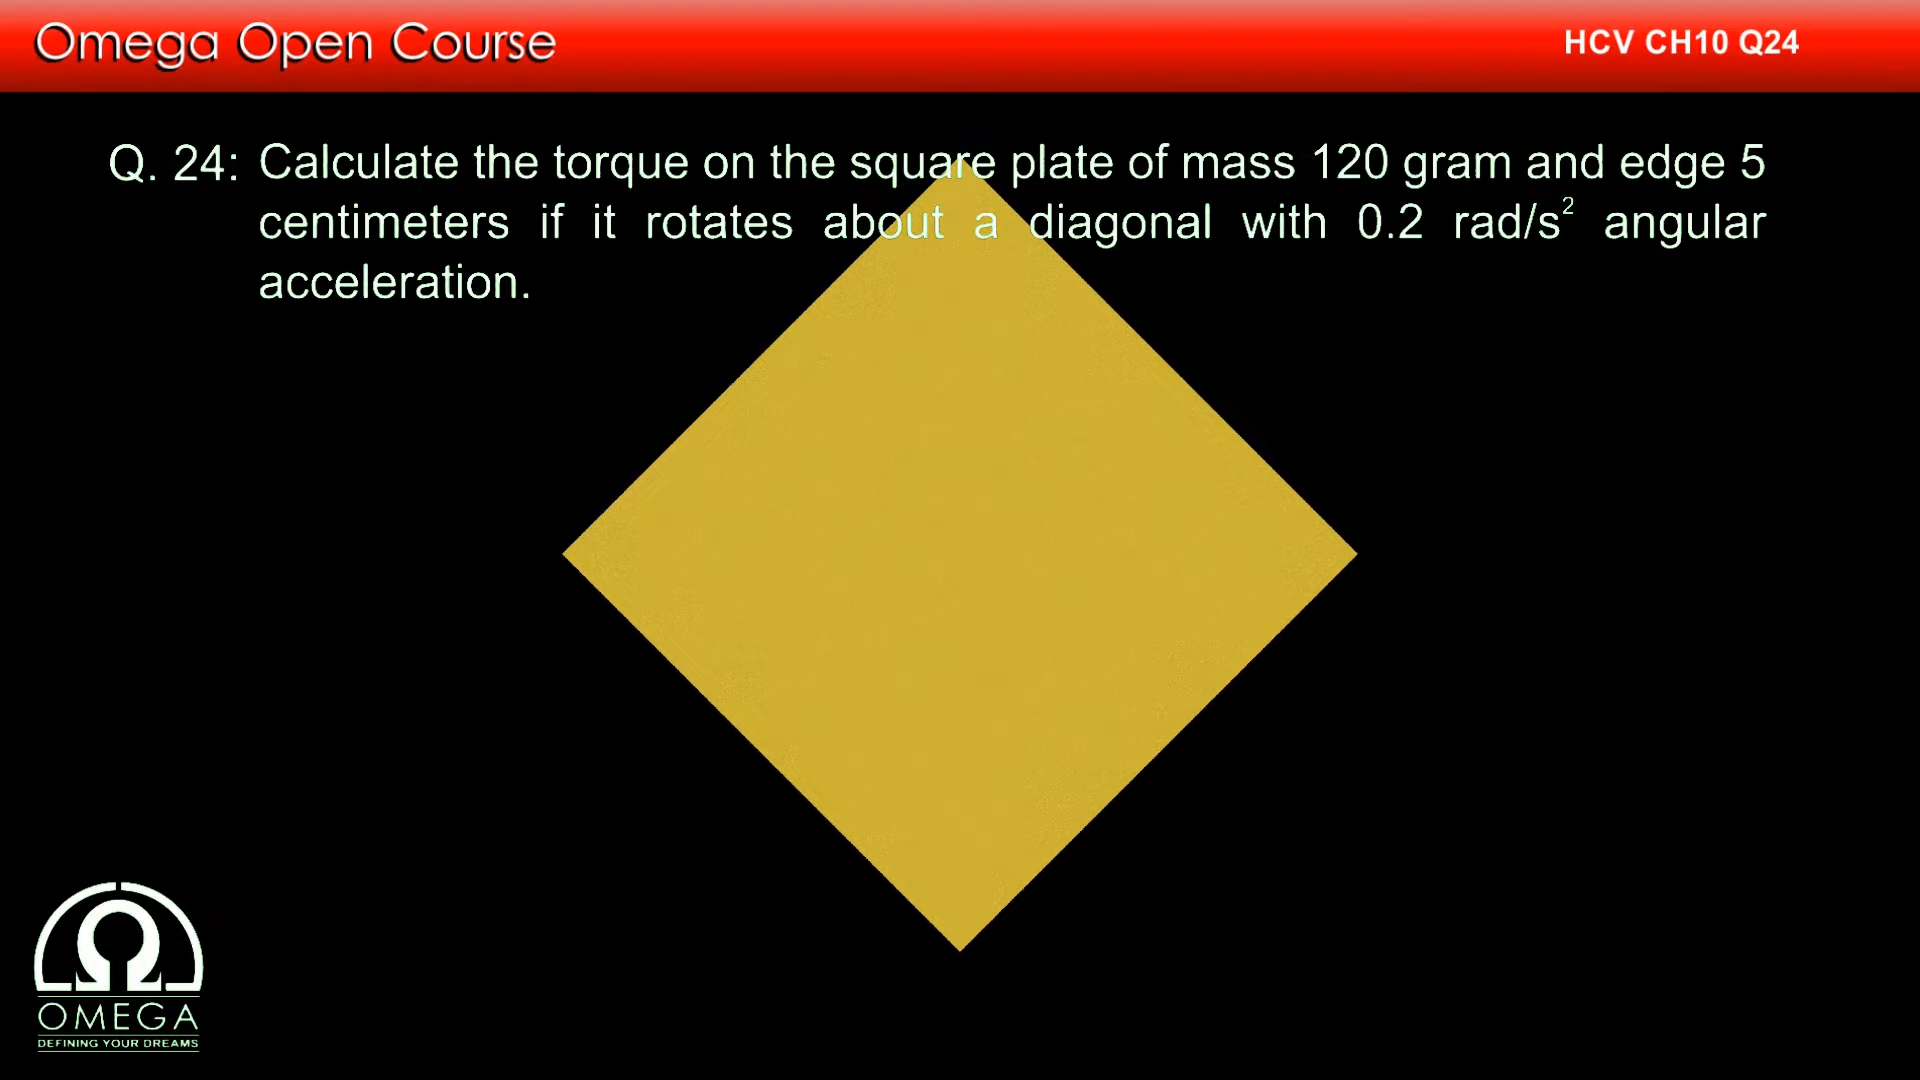 Omega Open Course
HCV CH10 Q24
Q. 24: Calculate the torque on the square plate of mass 120 gram and edge 5
centimeters if it rotates about a diagonal with 0.2 rad/s² angular
acceleration.
OMEGA
DEFINING YOUR DREAMS